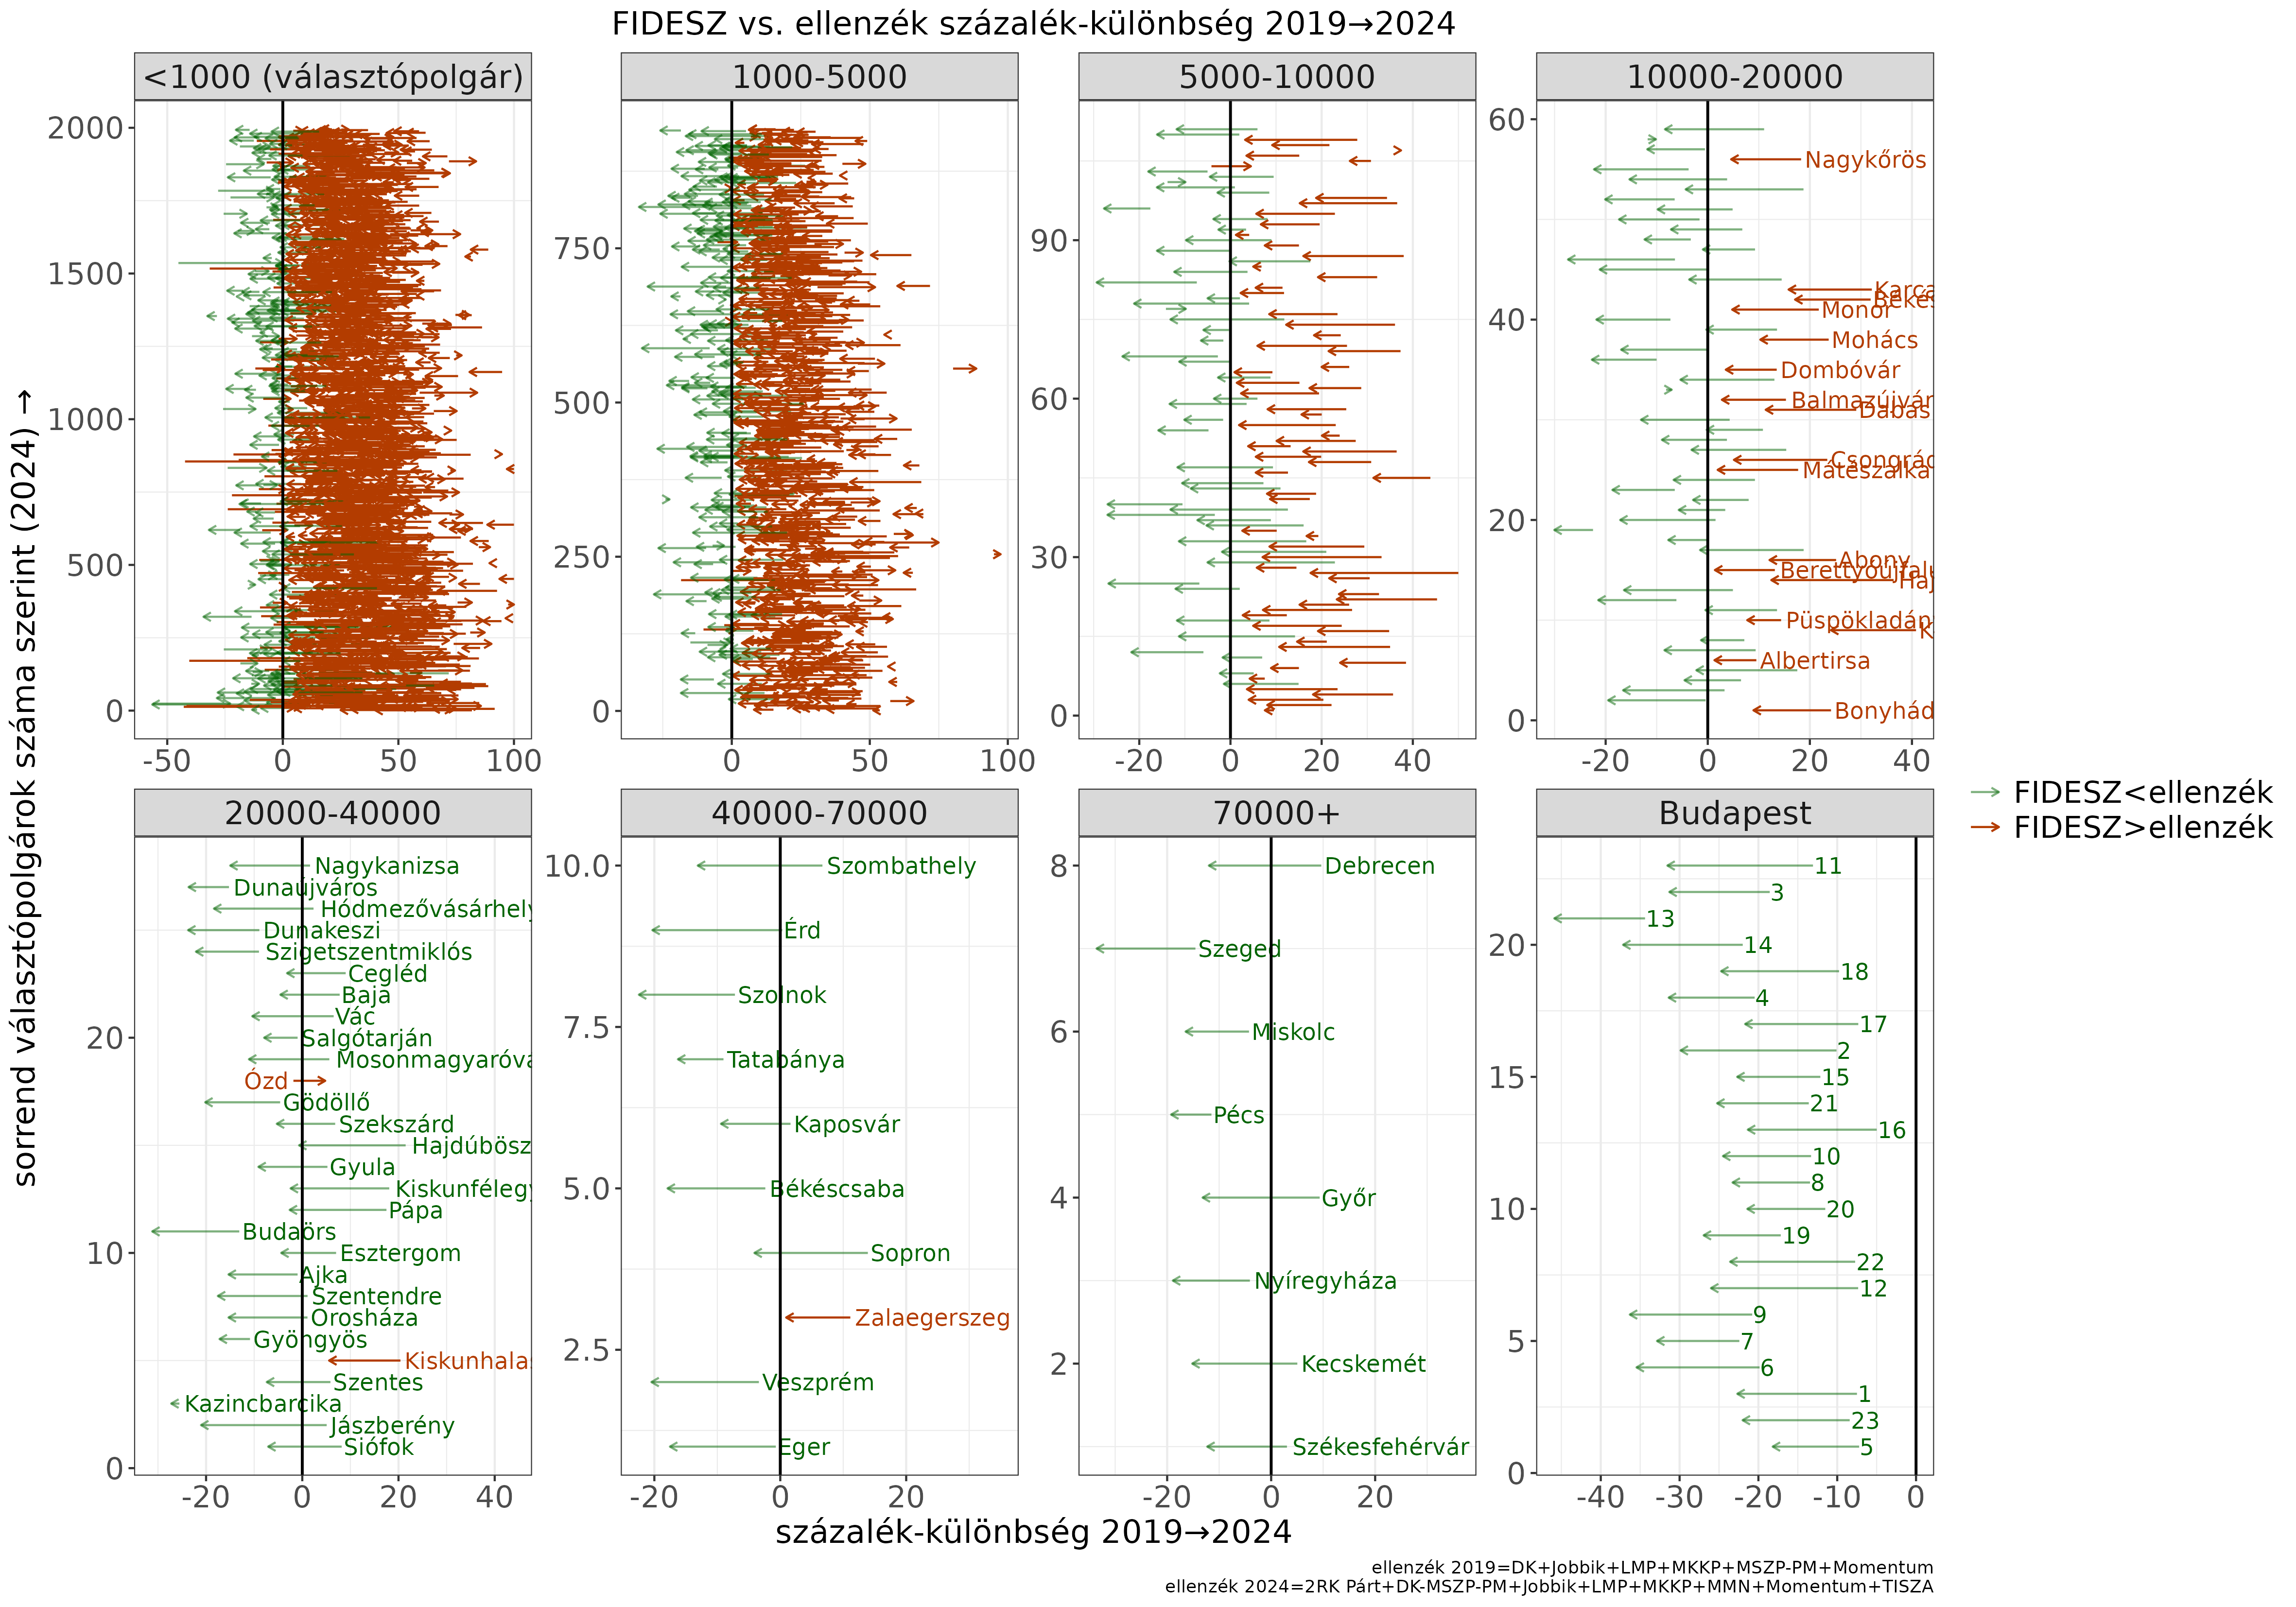 FIDESZ vs. ellenzék százalék-különbség 2019→2024
<1000 (választópolgár)
1000-5000
5000-10000
10000-20000
2000
1500
1000
500
0
-50 0 50 100
750
500
250
0
0 50 100
90
60
30
0
-20 0 20 40
60
40
20
0
Nagykőrös
Monor
Mohács
Dombóvár
Abony
Albertirsa
-20 0 20 40
sorrend választópolgárok száma szerint (2024) →
20000-40000
40000-70000
70000+
Budapest
20
10
0
Nagykanizsa
Dunaújváros
Hódmezővásárhely
Dunakeszi
Szigetszentmiklós
Cegléd
Baja
Vác
Salgótarján
Mosonmagyaróvá
Ózd
Gödöllő
Szekszárd
Hajdúbösz
Gyula
Kiskunfélegy
Pápa
Budaörs
Esztergom
Ajka
Szentendre
Orosháza
Gyöngyös
Kiskunhalas
Szentes
Kazincbarcika
Jászberény
Siófok
-20 0 20 40
10.0
7.5
5.0
2.5
Szombathely
Érd
Szolnok
Tatabánya
Kaposvár
Békéscsaba
Sopron
Zalaegerszeg
Veszprém
Eger
-20 0 20
8
6
4
2
Debrecen
Szeged
Miskolc
Pécs
Győr
Nyíregyháza
Kecskemét
Székesfehérvár
-20 0 20
20
15
10
5
0
11
3
13
14
18
4
17
2
15
21
16
10
8
20
19
22
12
9
7
6
1
23
5
-40 -30 -20 -10 0
FIDESZ<ellenzék
FIDESZ>ellenzék
százalék-különbség 2019→2024
ellenzék 2019=DK+Jobbik+LMP+MKKP+MSZP-PM+Momentum
ellenzék 2024=2RK Párt+DK-MSZP-PM+Jobbik+LMP+MKKP+MMN+Momentum+TISZA